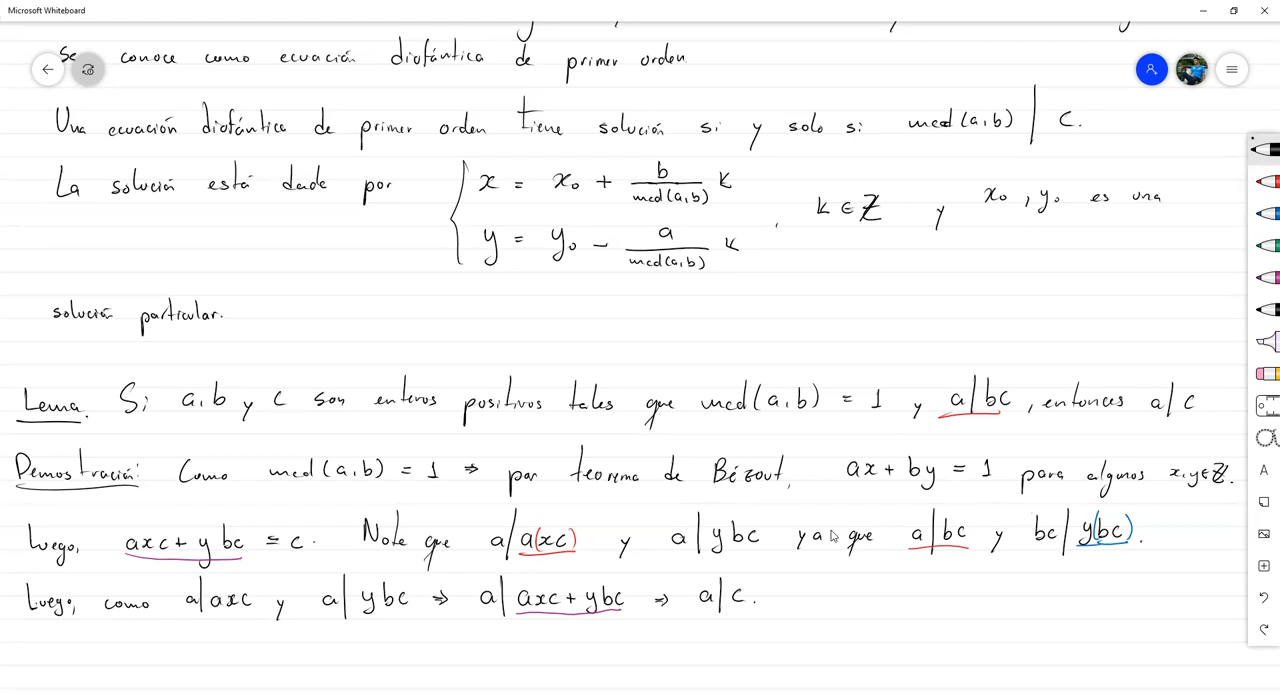 Microsoft Whiteboard
se conoce como ecuación diofántica de primer orden.
Una ecuación diofántica de primer orden tiene solución si y solo si mcd(a,b) | c.
La solución está dada por { x = x₀ + b/mcd(a,b) k
y = y₀ - a/mcd(a,b) k , k ∈ ℤ y x₀, y₀ es una
solución particular.
Lema. Si a,b y c son enteros positivos tales que mcd(a,b) = 1 y a|bc, entonces a|c
Demostración: Como mcd(a,b) = 1 ⇒ por teorema de Bézout, ax + by = 1 para algunos x,y∈ℤ.
Luego, axc + ybc = c. Note que a|a(xc) y a|ybc ya que a|bc y bc|y(bc).
Luego, como a|axc y a|ybc ⇒ a|axc + ybc ⇒ a|c.
A